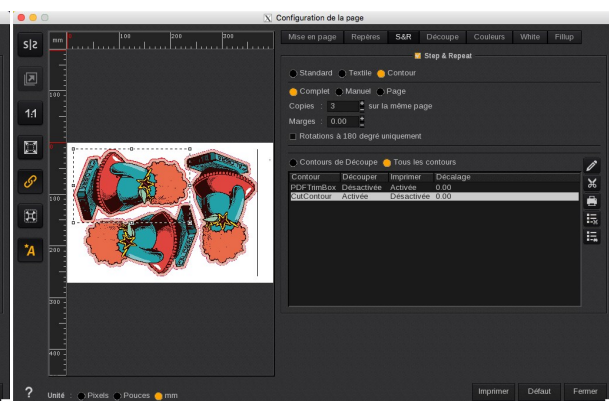 Configuration de la page
Mise en page Repères S&R Découpe Couleurs White Fillup
Step & Repeat
Standard Textile Contour
Complet Manuel Page
Copies : 3 sur la même page
Marges : 0.00
Rotations à 180 degré uniquement
Contours de Découpe Tous les contours
Contour Découper Imprimer Décalage
PDFTrimBox Désactivée Activée 0.00
CutContour Activée Désactivée 0.00
mm
100 200 300
100
200
300
400
S|S
1:1
*A
?
Unité : Pixels Pouces mm
Imprimer Défaut Fermer